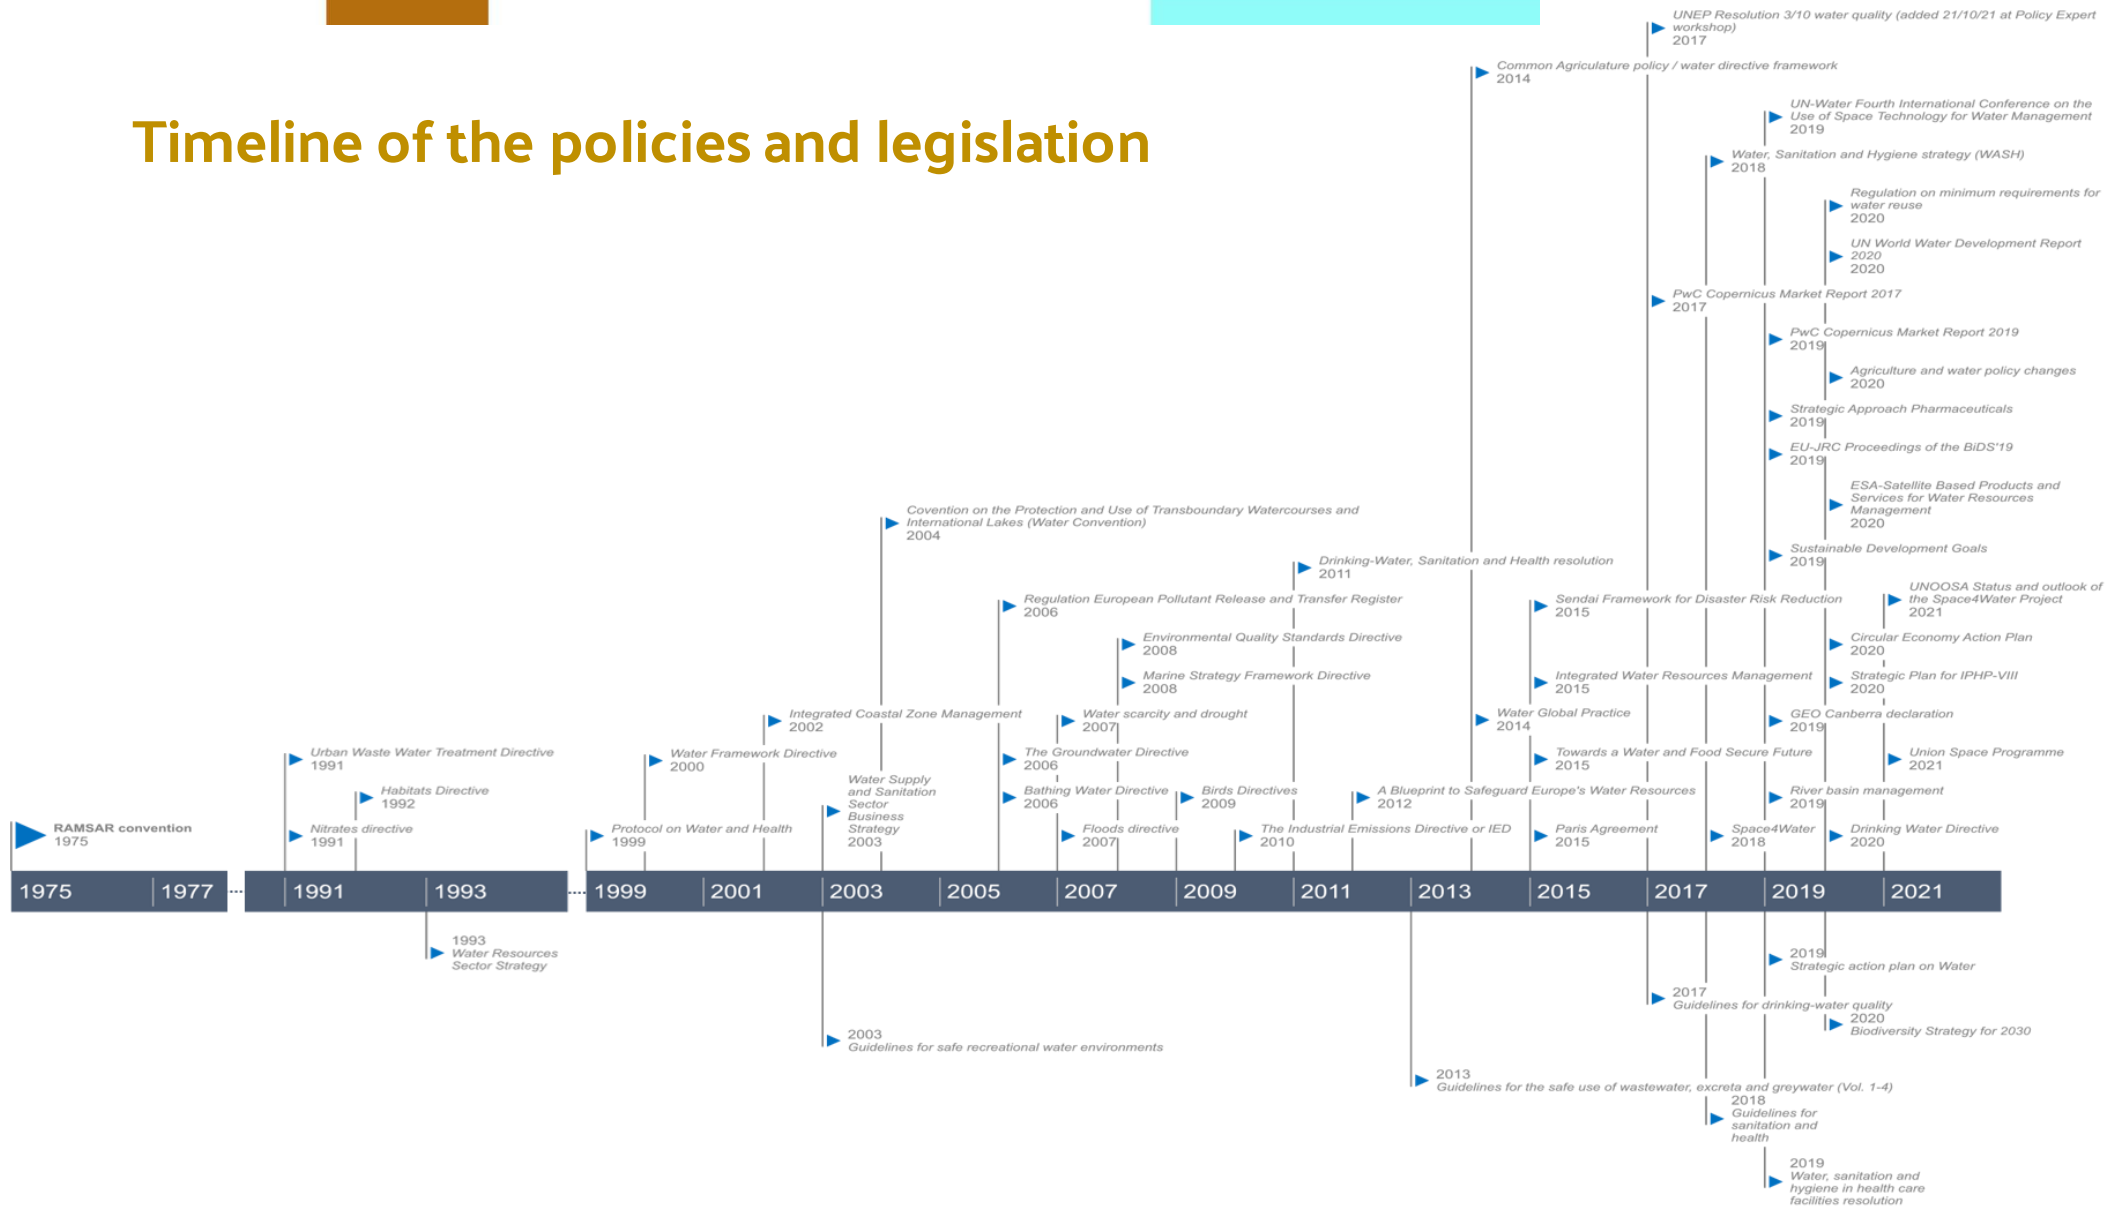 Timeline of the policies and legislation
UNEP Resolution 3/10 water quality (added 21/10/21 at Policy Expert
workshop)
2017
Common Agriculature policy / water directive framework
2014
UN-Water Fourth International Conference on the
Use of Space Technology for Water Management
2019
Water, Sanitation and Hygiene strategy (WASH)
2018
Regulation on minimum requirements for
water reuse
2020
UN World Water Development Report
2020
2020
PwC Copernicus Market Report 2017
2017
PwC Copernicus Market Report 2019
2019
Agriculture and water policy changes
2020
Strategic Approach Pharmaceuticals
2019
EU-JRC Proceedings of the BiDS'19
2019
ESA-Satellite Based Products and
Services for Water Resources
Management
2020
Covention on the Protection and Use of Transboundary Watercourses and
International Lakes (Water Convention)
2004
Sustainable Development Goals
2019
Drinking-Water, Sanitation and Health resolution
2011
UNOOSA Status and outlook of
the Space4Water Project
2021
Regulation European Pollutant Release and Transfer Register
2006
Sendai Framework for Disaster Risk Reduction
2015
Environmental Quality Standards Directive
2008
Circular Economy Action Plan
2020
Marine Strategy Framework Directive
2008
Integrated Water Resources Management
2015
Strategic Plan for IPHP-VIII
2020
Integrated Coastal Zone Management
2002
Water scarcity and drought
2007
Water Global Practice
2014
GEO Canberra declaration
2019
Urban Waste Water Treatment Directive
1991
Water Framework Directive
2000
The Groundwater Directive
2006
Towards a Water and Food Secure Future
2015
Union Space Programme
2021
Water Supply
and Sanitation
Sector
Business
Strategy
2003
Habitats Directive
1992
Bathing Water Directive
2006
Birds Directives
2009
A Blueprint to Safeguard Europe's Water Resources
2012
River basin management
2019
RAMSAR convention
1975
Nitrates directive
1991
Protocol on Water and Health
1999
Floods directive
2007
The Industrial Emissions Directive or IED
2010
Paris Agreement
2015
Space4Water
2018
Drinking Water Directive
2020
1975 1977 1991 1993 1999 2001 2003 2005 2007 2009 2011 2013 2015 2017 2019 2021
1993
Water Resources
Sector Strategy
2019
Strategic action plan on Water
2017
Guidelines for drinking-water quality
2020
Biodiversity Strategy for 2030
2003
Guidelines for safe recreational water environments
2013
Guidelines for the safe use of wastewater, excreta and greywater (Vol. 1-4)
2018
Guidelines for
sanitation and
health
2019
Water, sanitation and
hygiene in health care
facilities resolution